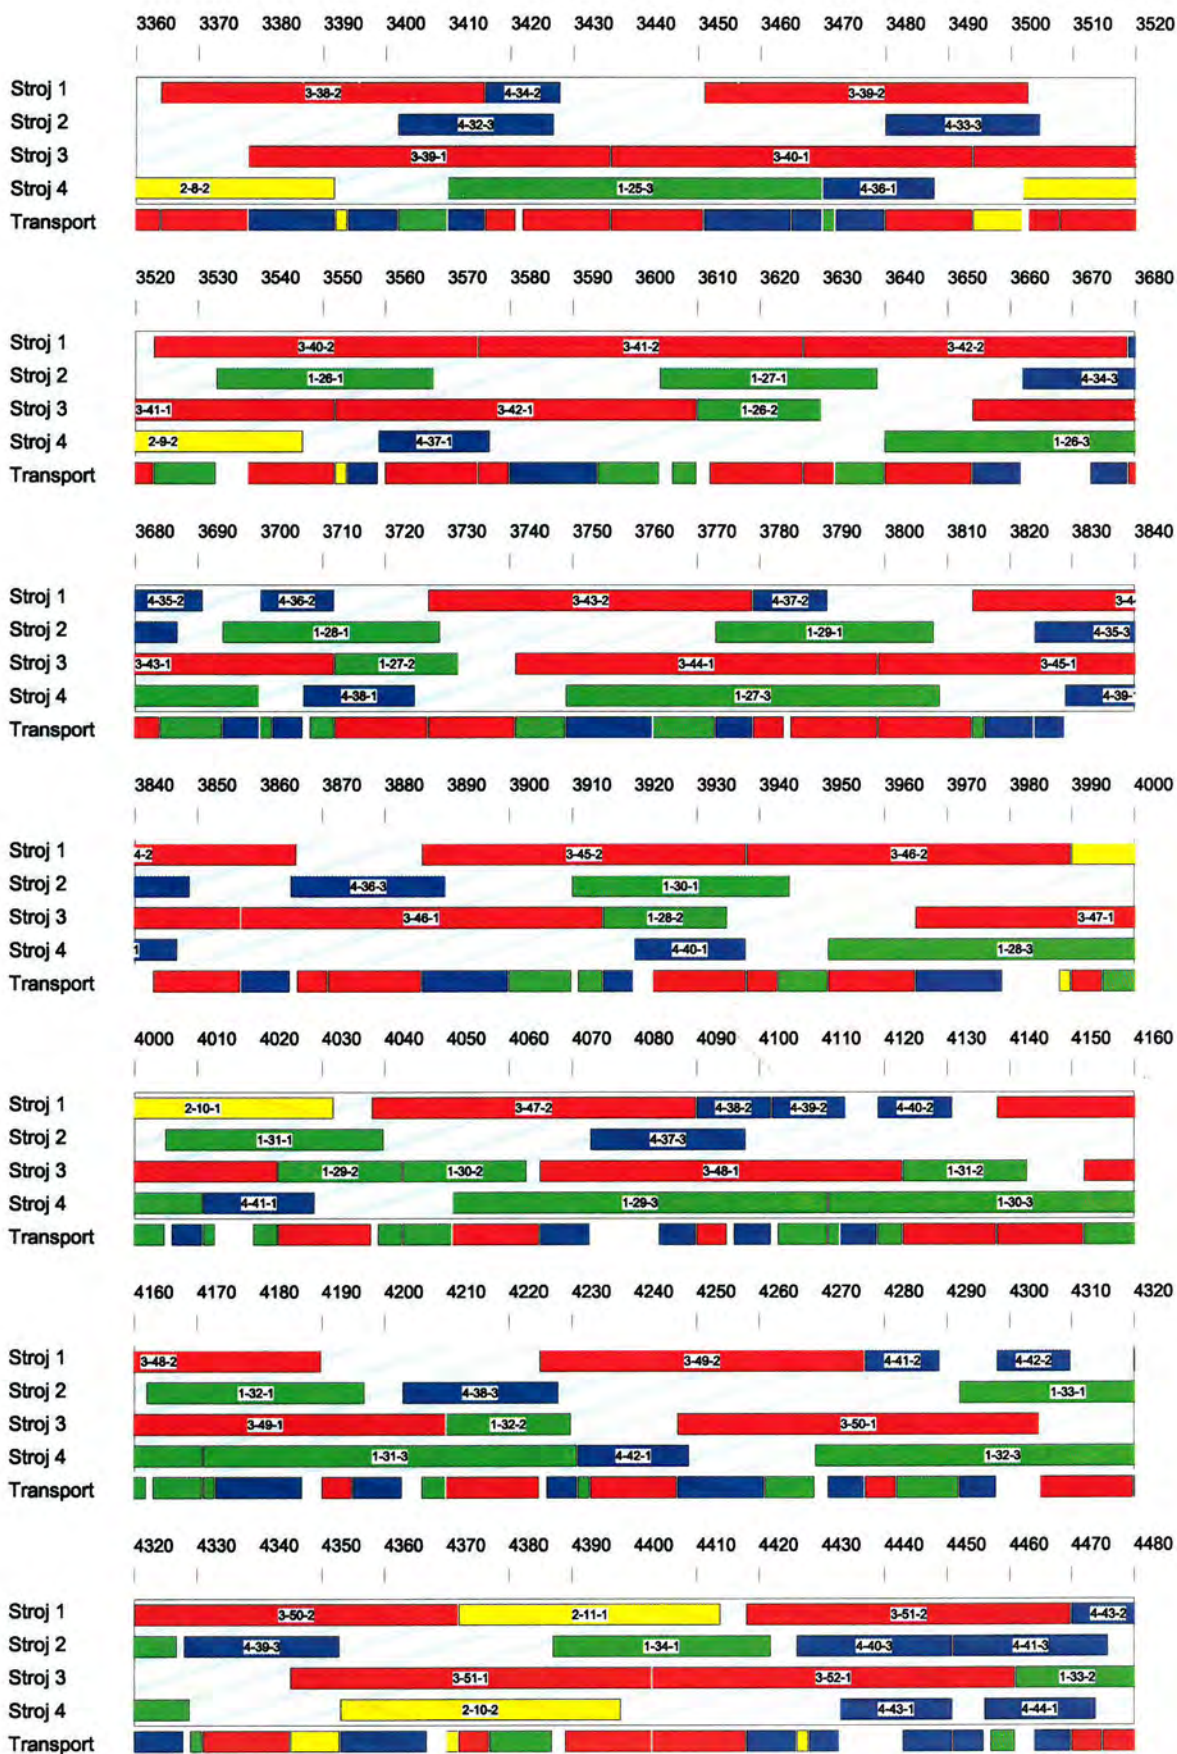 3360 3370 3380 3390 3400 3410 3420 3430 3440 3450 3460 3470 3480 3490 3500 3510 3520
Stroj 1 3-38-2 4-34-2 3-39-2
Stroj 2 4-32-3 4-33-3
Stroj 3 3-39-1 3-40-1
Stroj 4 2-8-2 1-25-3 4-36-1
Transport
3520 3530 3540 3550 3560 3570 3580 3590 3600 3610 3620 3630 3640 3650 3660 3670 3680
Stroj 1 3-40-2 3-41-2 3-42-2
Stroj 2 1-26-1 1-27-1 4-34-3
Stroj 3 3-41-1 3-42-1 1-26-2
Stroj 4 2-9-2 4-37-1 1-26-3
Transport
3680 3690 3700 3710 3720 3730 3740 3750 3760 3770 3780 3790 3800 3810 3820 3830 3840
Stroj 1 4-35-2 4-36-2 3-43-2 4-37-2 3-4
Stroj 2 1-28-1 1-29-1 4-35-3
Stroj 3 3-43-1 1-27-2 3-44-1 3-45-1
Stroj 4 4-38-1 1-27-3 4-39-
Transport
3840 3850 3860 3870 3880 3890 3900 3910 3920 3930 3940 3950 3960 3970 3980 3990 4000
Stroj 1 4-2 3-45-2 3-46-2
Stroj 2 4-36-3 1-30-1
Stroj 3 3-46-1 1-28-2 3-47-1
Stroj 4 1 4-40-1 1-28-3
Transport
4000 4010 4020 4030 4040 4050 4060 4070 4080 4090 4100 4110 4120 4130 4140 4150 4160
Stroj 1 2-10-1 3-47-2 4-38-2 4-39-2 4-40-2
Stroj 2 1-31-1 4-37-3
Stroj 3 1-29-2 1-30-2 3-48-1 1-31-2
Stroj 4 4-41-1 1-29-3 1-30-3
Transport
4160 4170 4180 4190 4200 4210 4220 4230 4240 4250 4260 4270 4280 4290 4300 4310 4320
Stroj 1 3-48-2 3-49-2 4-41-2 4-42-2
Stroj 2 1-32-1 4-38-3 1-33-1
Stroj 3 3-49-1 1-32-2 3-50-1
Stroj 4 1-31-3 4-42-1 1-32-3
Transport
4320 4330 4340 4350 4360 4370 4380 4390 4400 4410 4420 4430 4440 4450 4460 4470 4480
Stroj 1 3-50-2 2-11-1 3-51-2 4-43-2
Stroj 2 4-39-3 1-34-1 4-40-3 4-41-3
Stroj 3 3-51-1 3-52-1 1-33-2
Stroj 4 2-10-2 4-43-1 4-44-1
Transport